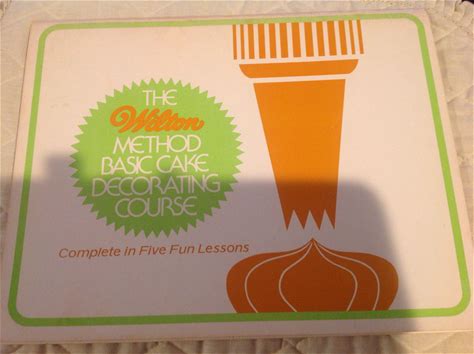 THE
Wilton
METHOD
BASIC CAKE
DECORATING
COURSE
Complete in Five Fun Lessons